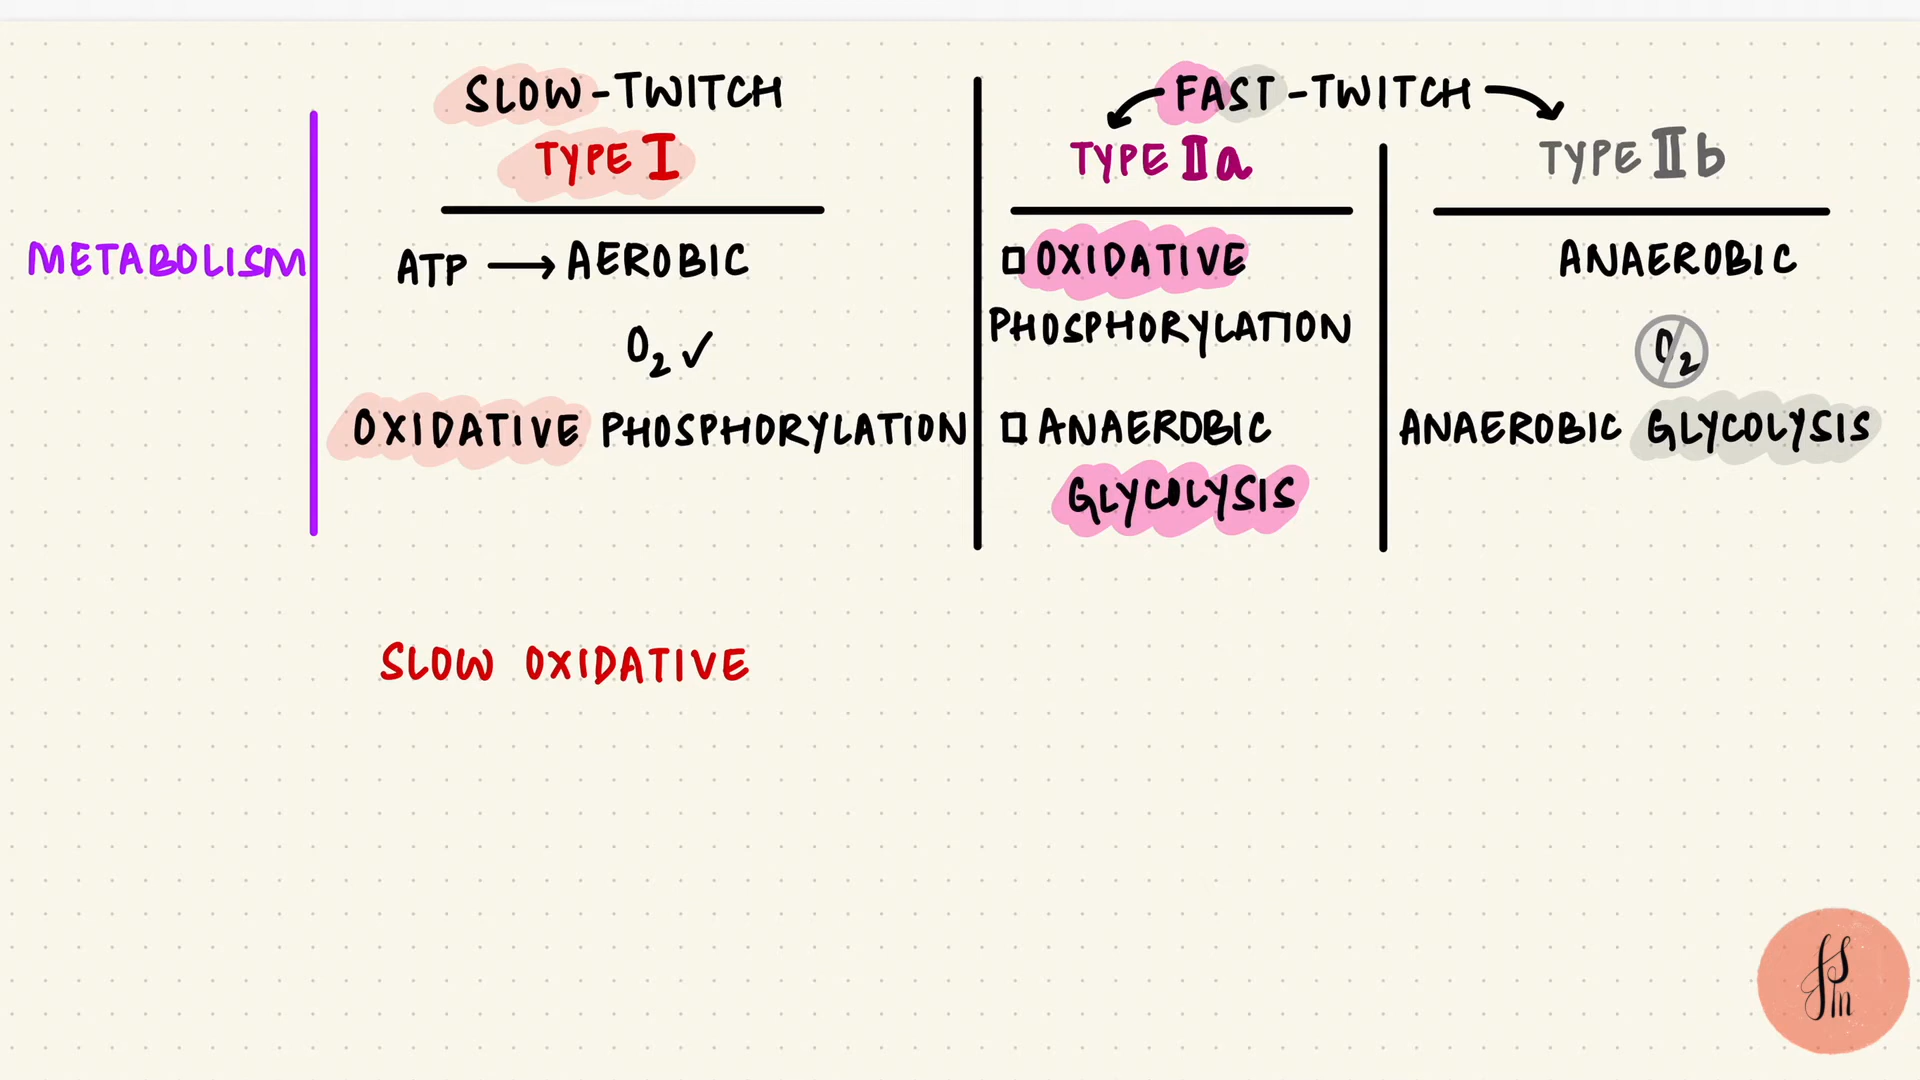 SLOW-TWITCH
TYPE I
FAST-TWITCH
TYPE IIa
TYPE IIb
METABOLISM
ATP → AEROBIC
O₂ ✓
OXIDATIVE PHOSPHORYLATION
□ OXIDATIVE
PHOSPHORYLATION
□ ANAEROBIC
GLYCOLYSIS
ANAEROBIC
O₂
ANAEROBIC GLYCOLYSIS
SLOW OXIDATIVE